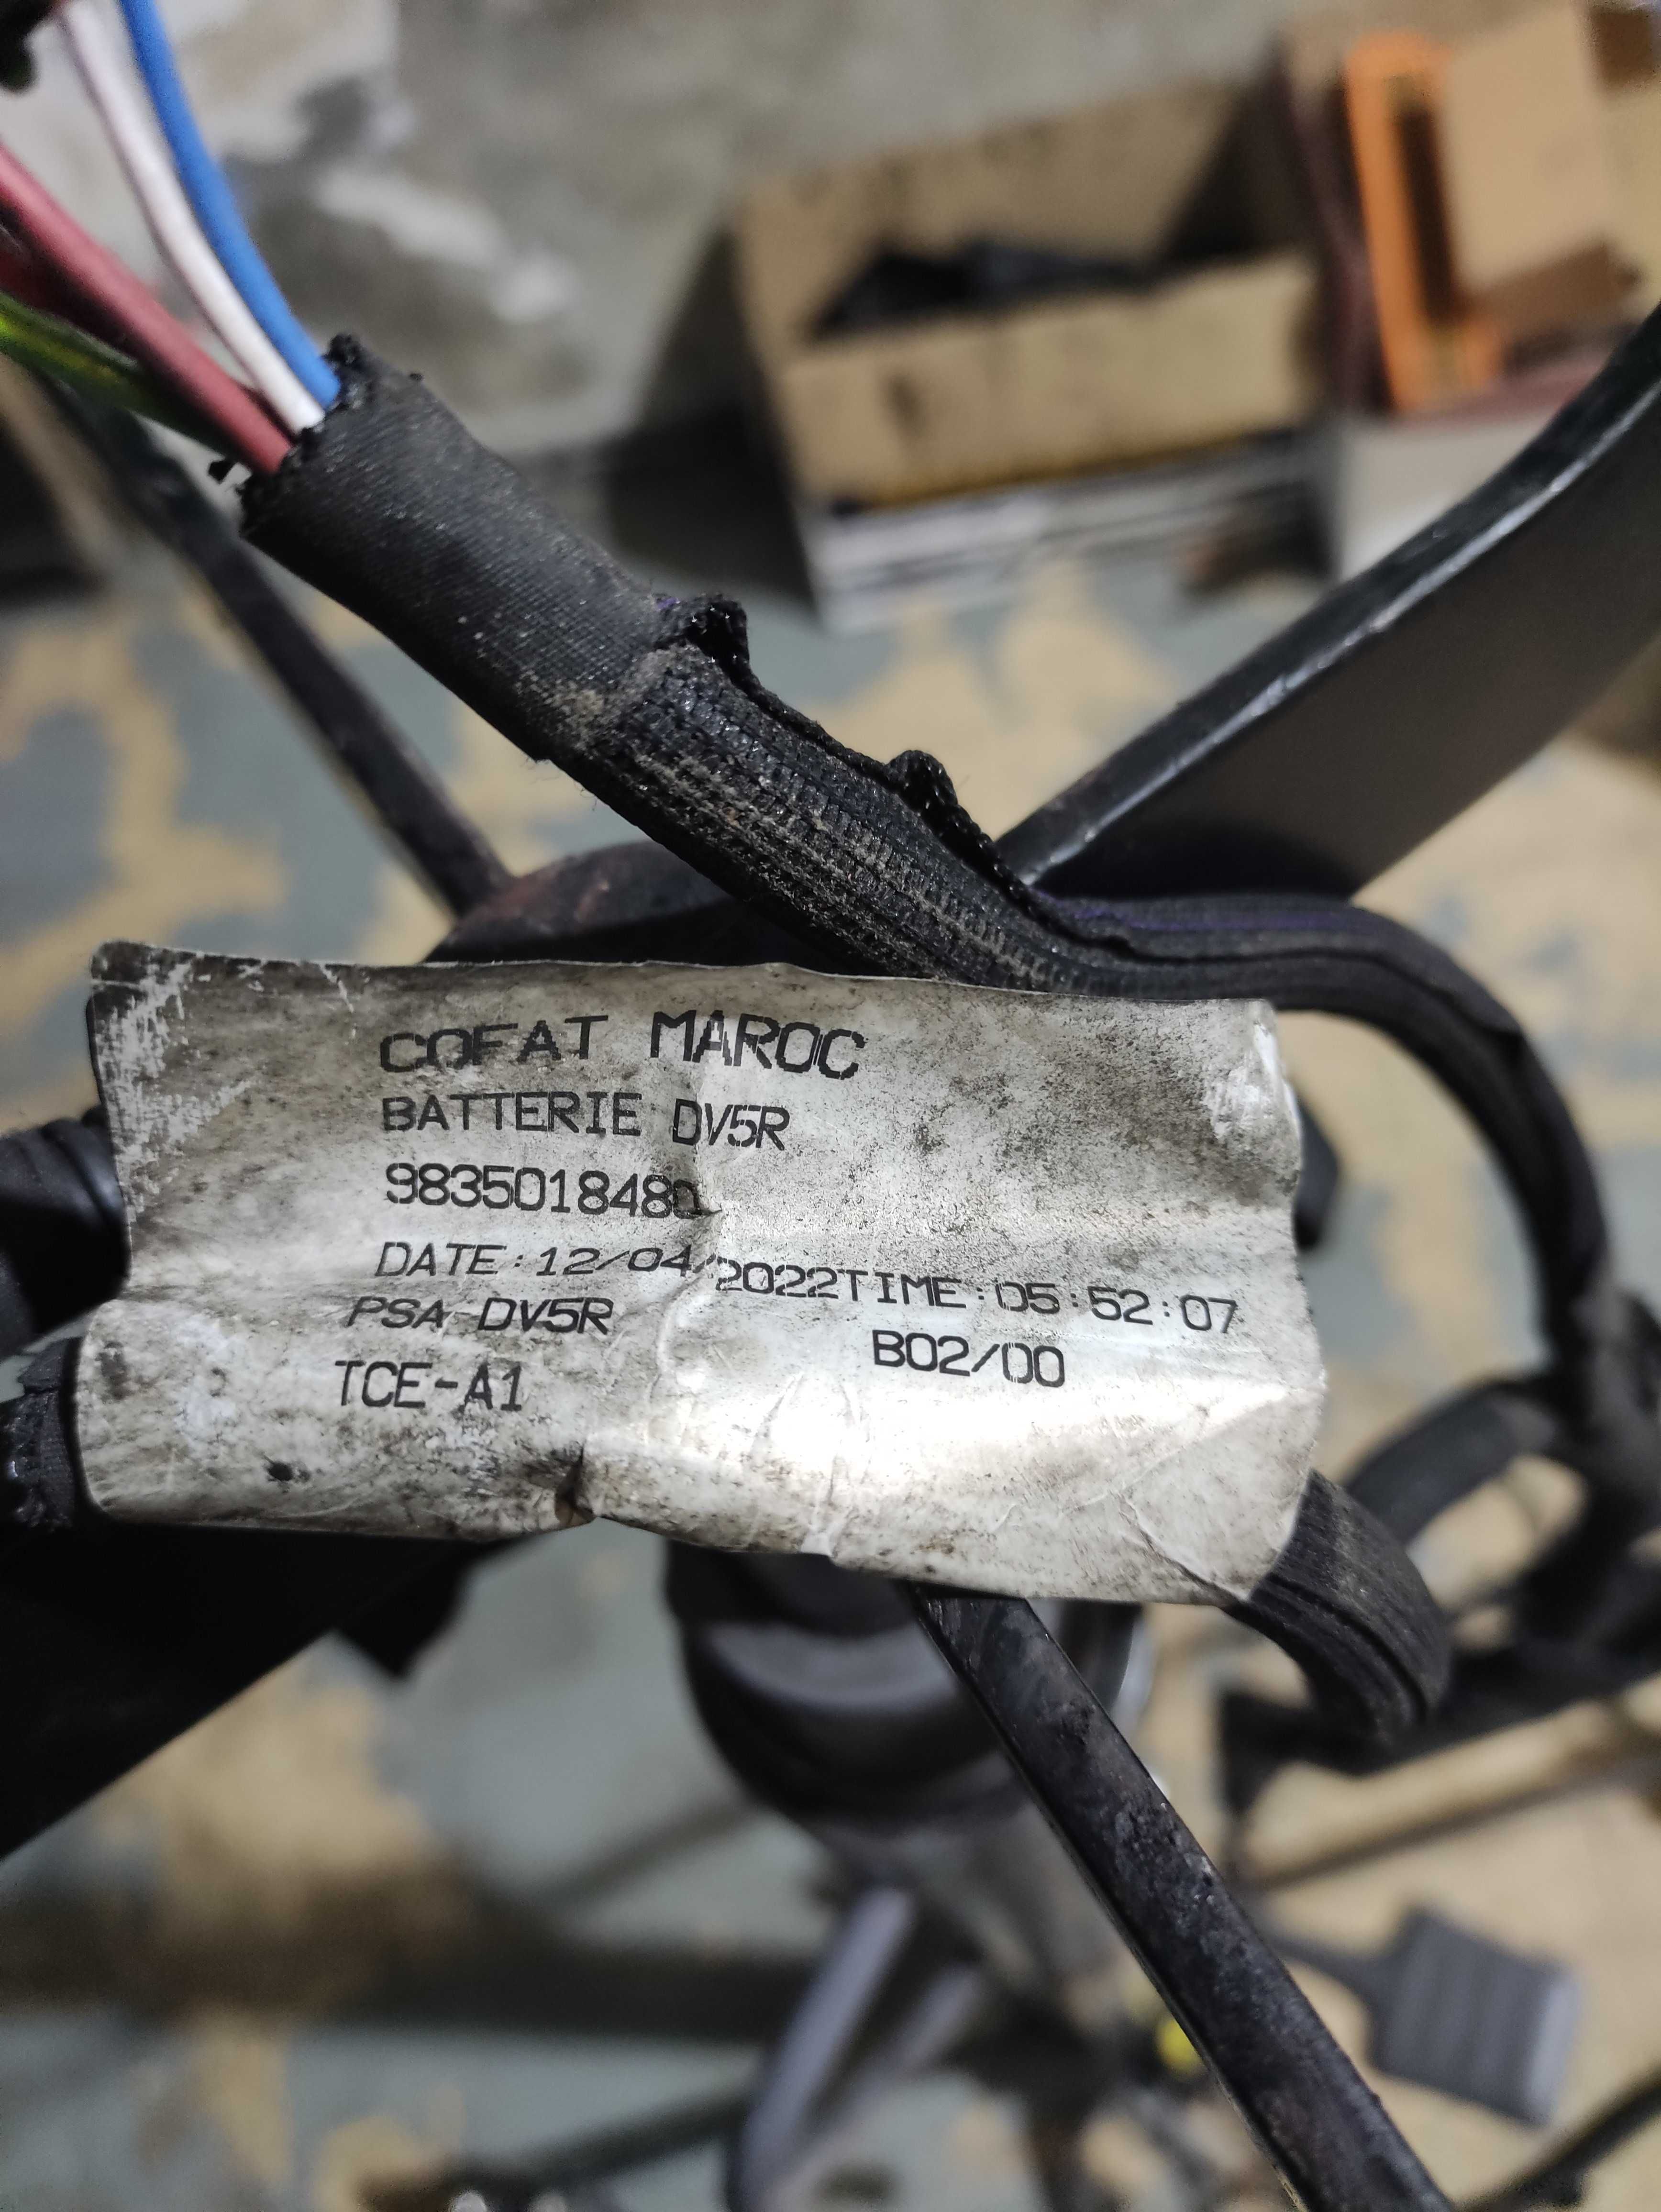 COFAT MAROC
BATTERIE DV5R
9835018480
DATE:12/04/2022TIME:05:52:07
PSA-DV5R
B02/00
TCE-A1